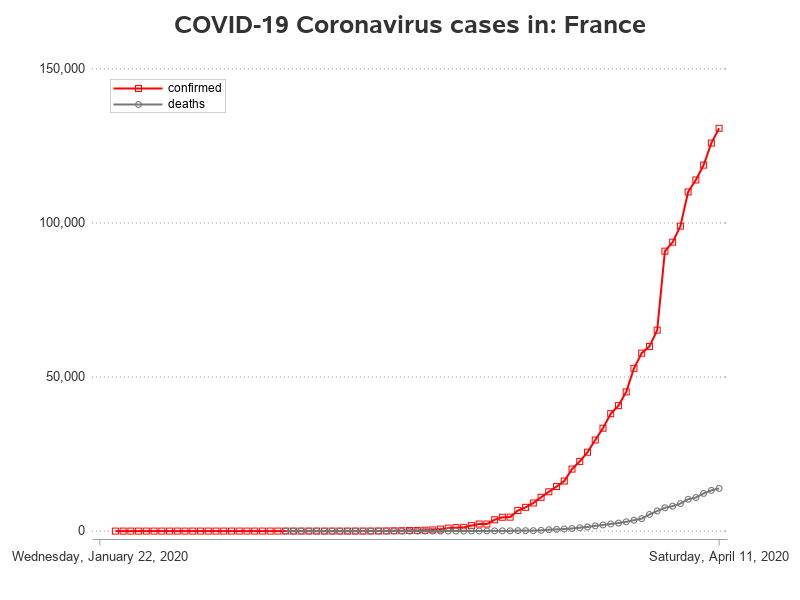 COVID-19 Coronavirus cases in: France
150,000
confirmed
deaths
100,000
50,000
0
Wednesday, January 22, 2020 Saturday, April 11, 2020